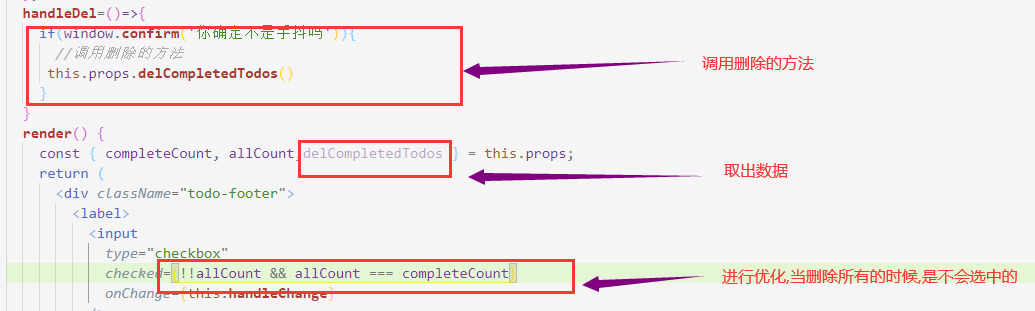 handleDel=()=>{
if(window.confirm('你确定不是手抖吗')){
//调用删除的方法
this.props.delCompletedTodos()
}
}
调用删除的方法
render() {
const { completeCount, allCount,delCompletedTodos } = this.props;
取出数据
return (
<div className="todo-footer">
<label>
<input
type="checkbox"
checked={!!allCount && allCount === completeCount}
进行优化,当删除所有的时候,是不会选中的
onChange={this.handleChange}